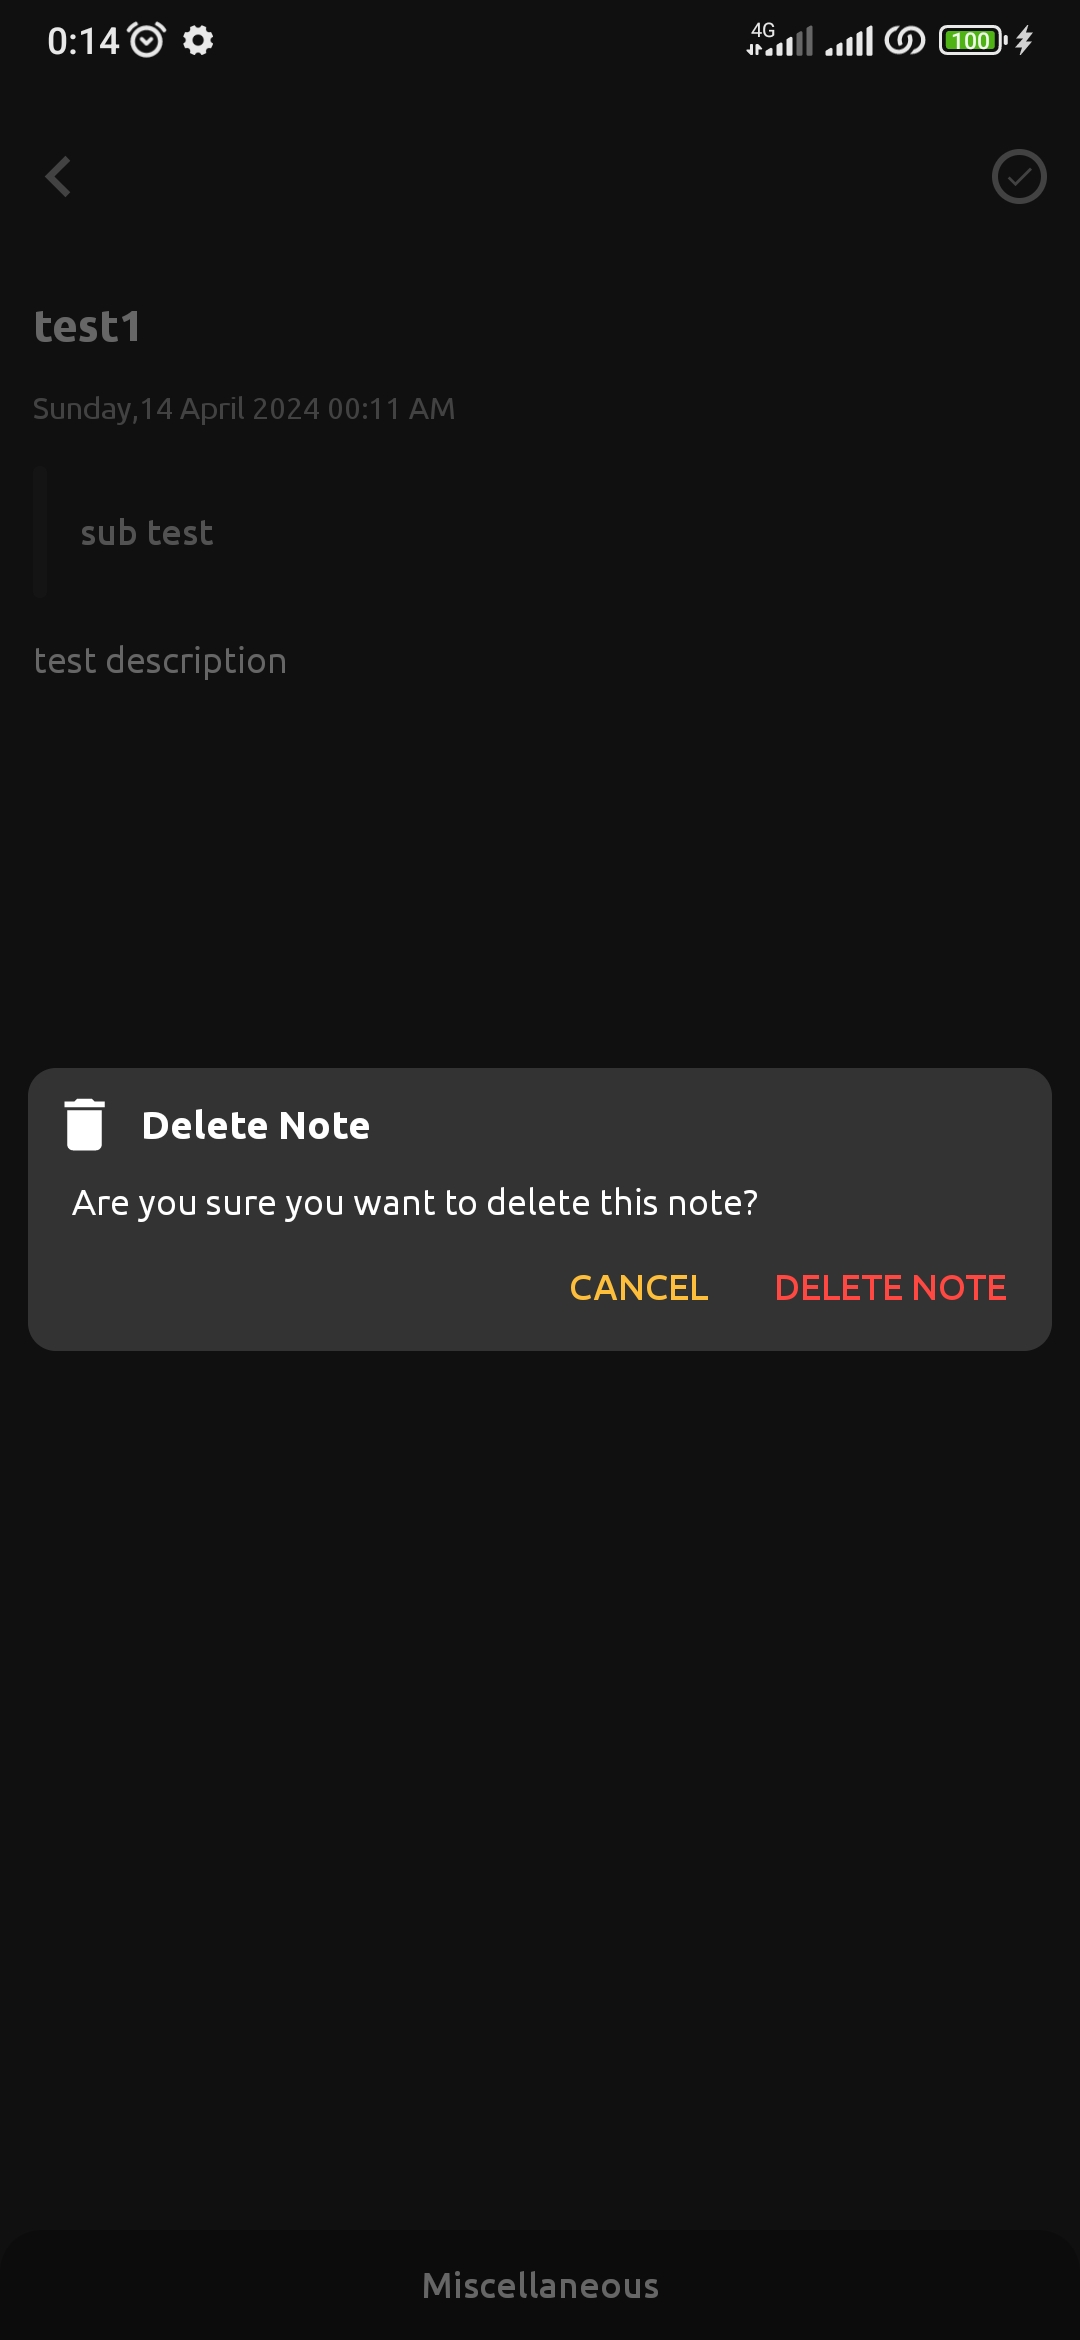 0:14
4G
100
test1
Sunday,14 April 2024 00:11 AM
sub test
test description
Delete Note
Are you sure you want to delete this note?
CANCEL DELETE NOTE
Miscellaneous